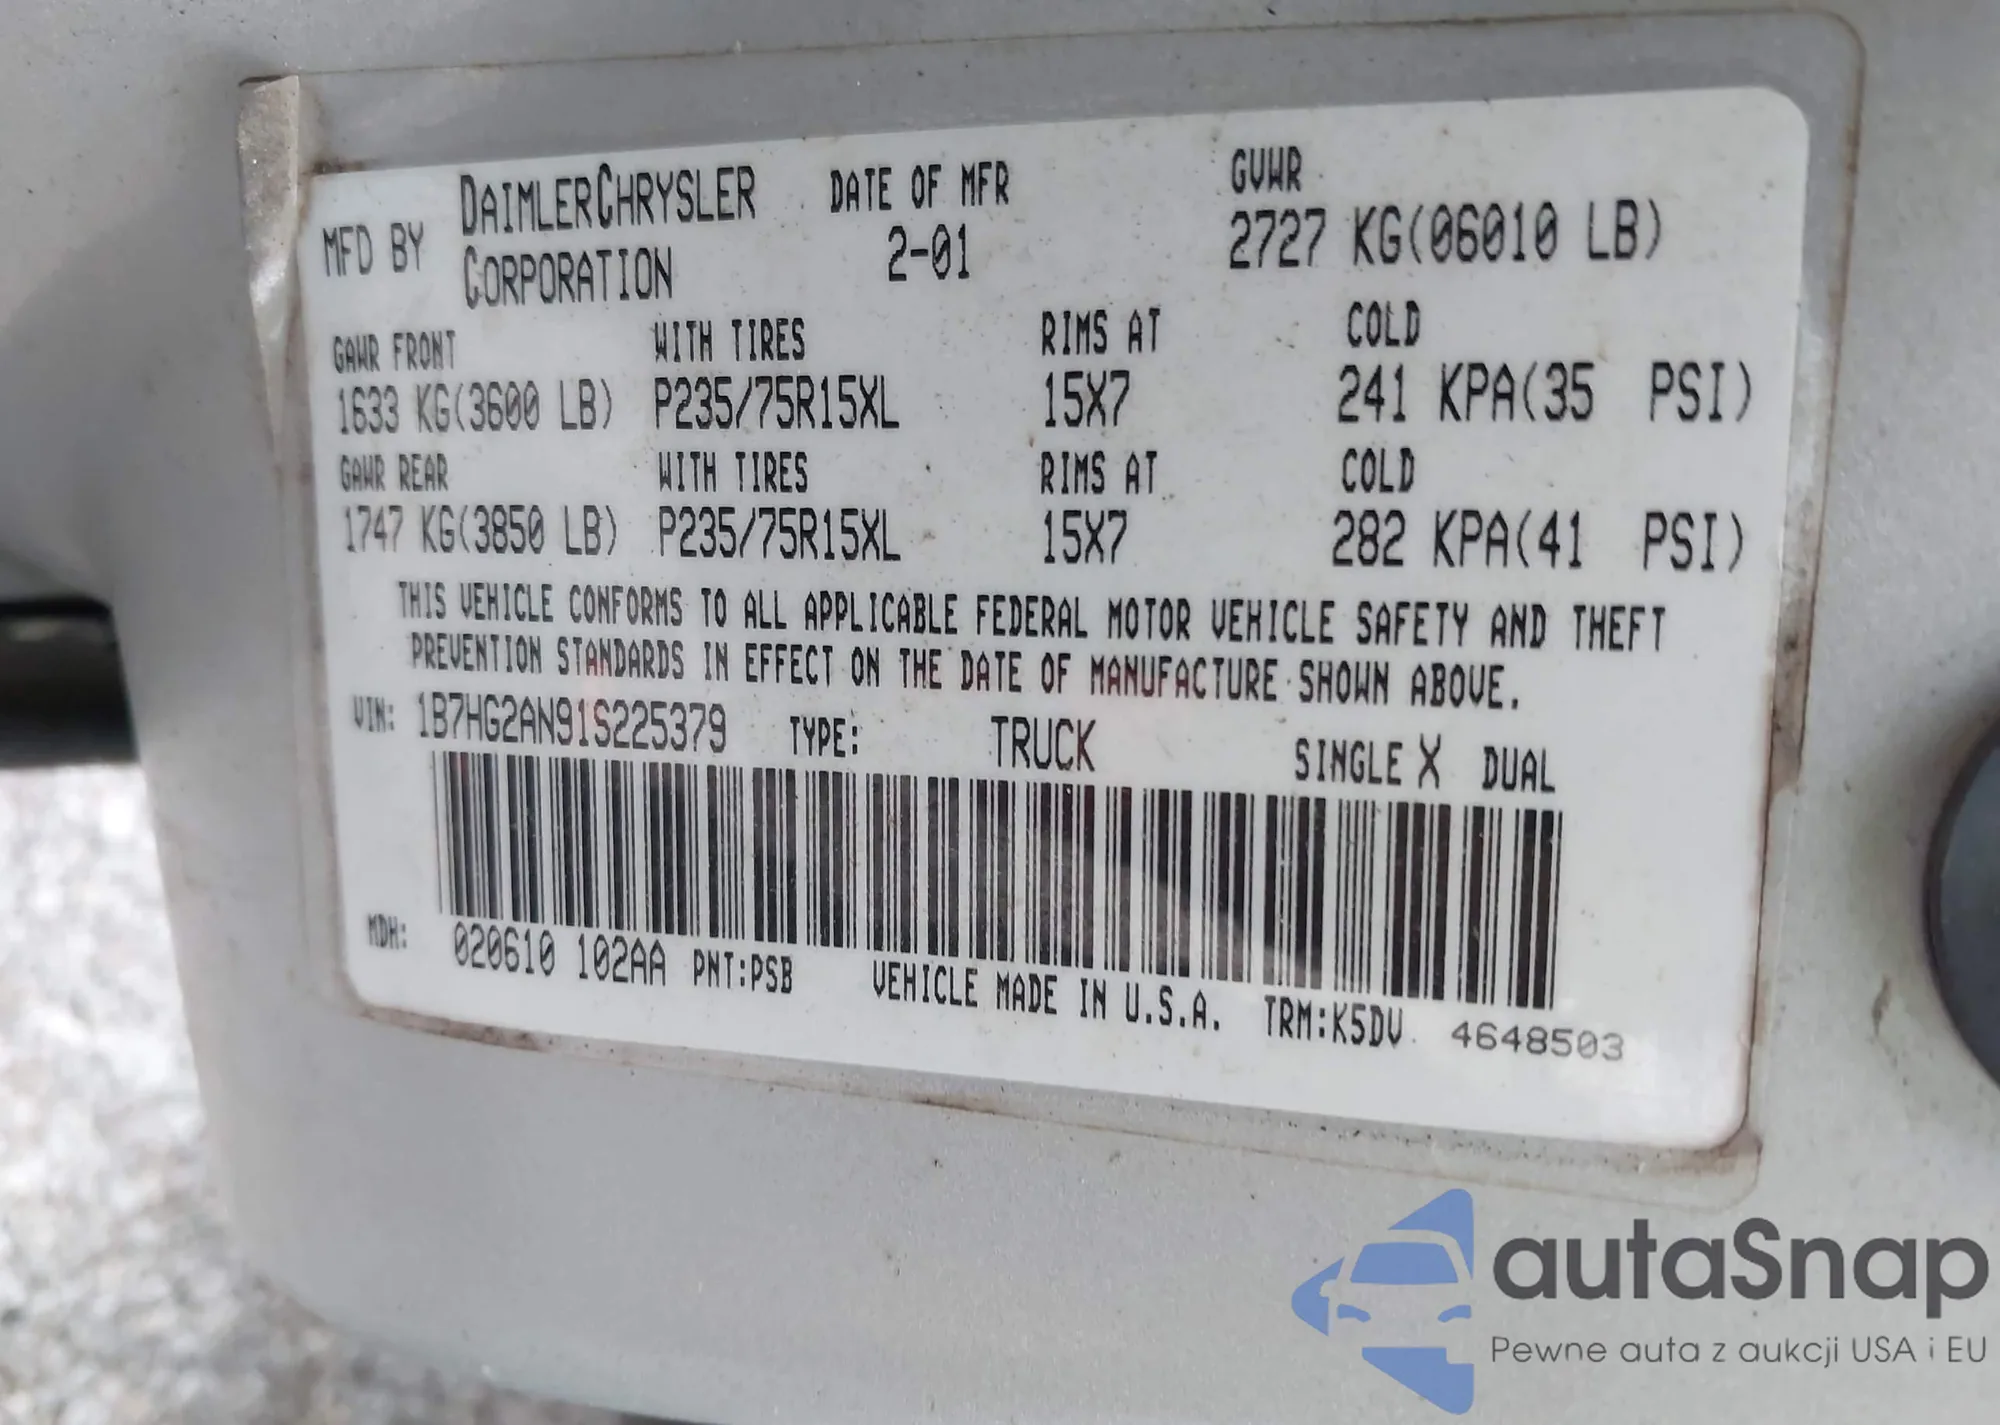 MFD BY DAIMLERCHRYSLER CORPORATION DATE OF MFR 2-01 GVWR 2727 KG(06010 LB)
GAWR FRONT WITH TIRES RIMS AT COLD
1633 KG(3600 LB) P235/75R15XL 15X7 241 KPA(35 PSI)
GAWR REAR WITH TIRES RIMS AT COLD
1747 KG(3850 LB) P235/75R15XL 15X7 282 KPA(41 PSI)
THIS VEHICLE CONFORMS TO ALL APPLICABLE FEDERAL MOTOR VEHICLE SAFETY AND THEFT
PREVENTION STANDARDS IN EFFECT ON THE DATE OF MANUFACTURE SHOWN ABOVE.
VIN: 1B7HG2AN91S225379 TYPE: TRUCK SINGLE X DUAL
MDH: 020610 102AA PNT:PSB VEHICLE MADE IN U.S.A. TRM:K5DV 4648503
autaSnap
Pewne auta z aukcji USA i EU